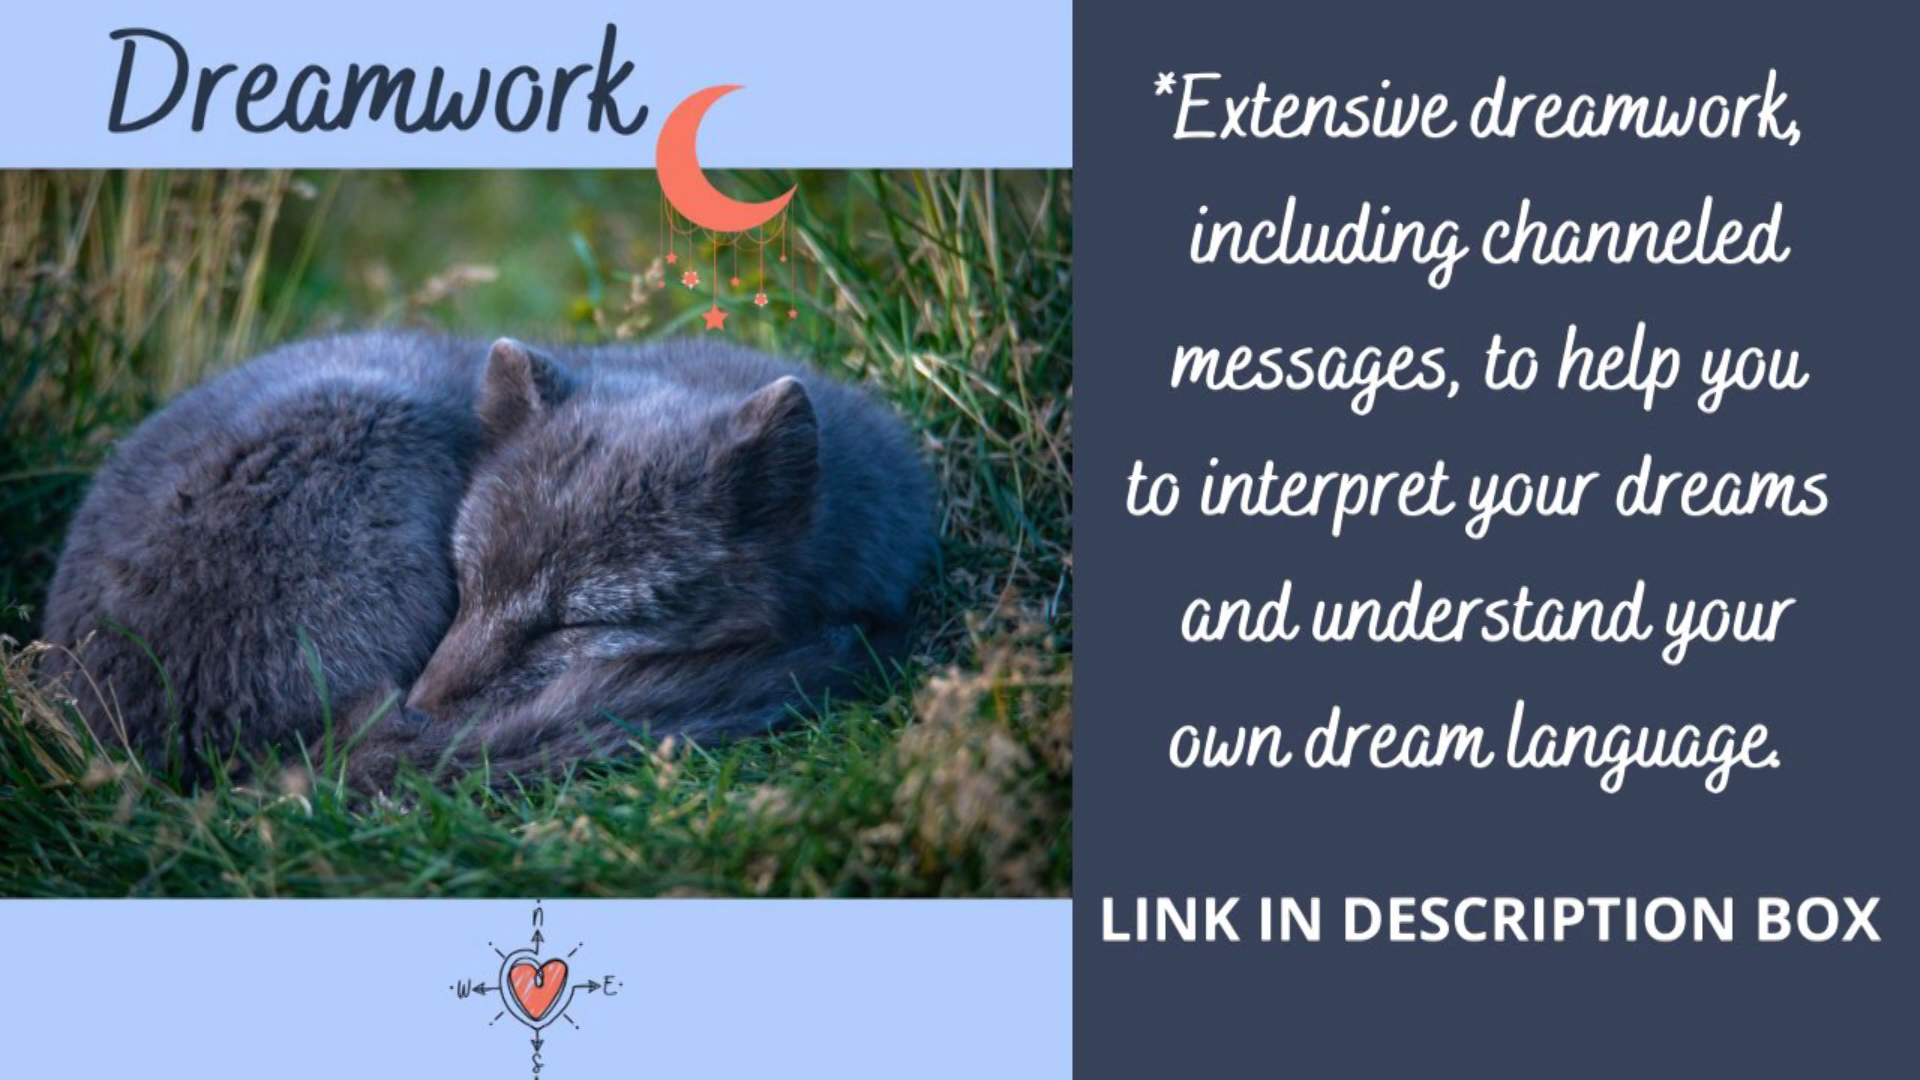 Dreamwork
*Extensive dreamwork,
including channeled
messages, to help you
to interpret your dreams
and understand your
own dream language.
LINK IN DESCRIPTION BOX
n
W E
S